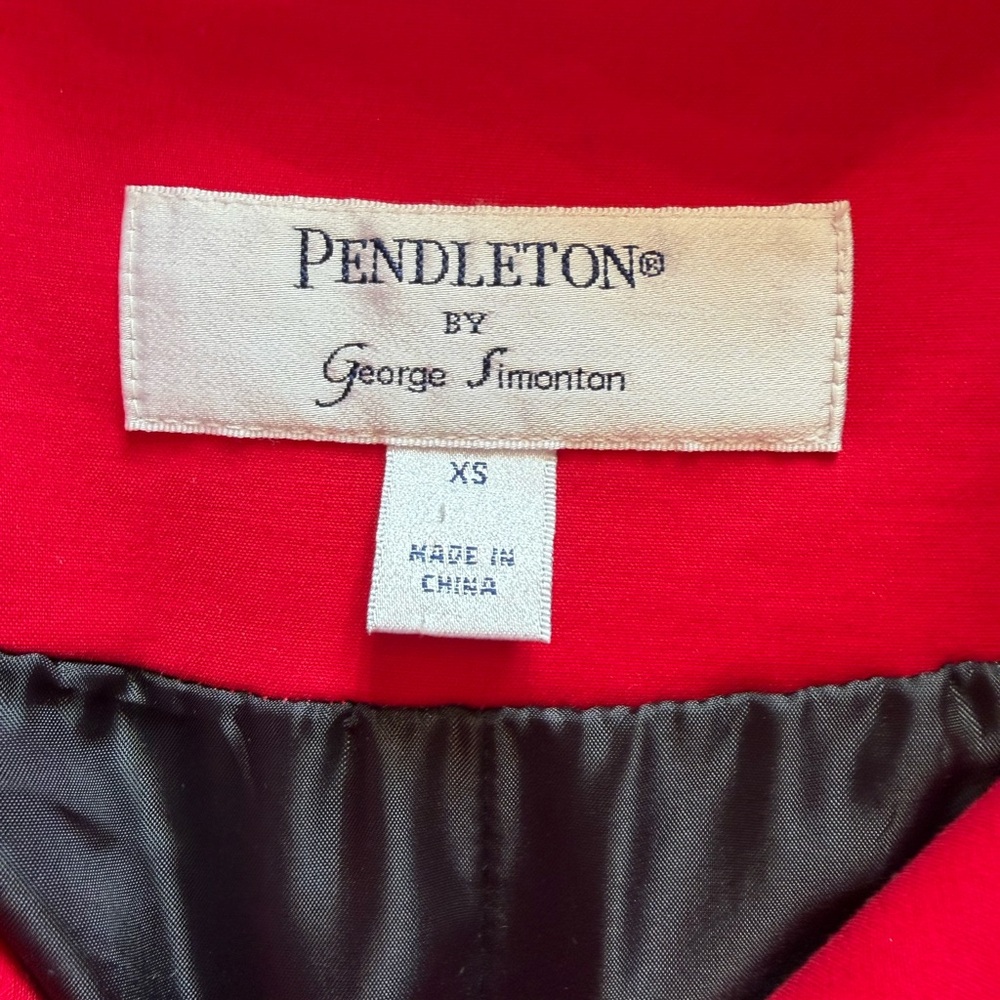 PENDLETON®
BY
George Simonton
XS
MADE IN
CHINA